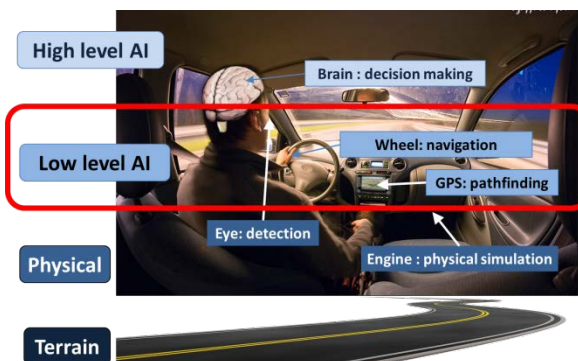 High level AI
Brain : decision making
Wheel: navigation
Low level AI
GPS: pathfinding
Eye: detection
Engine : physical simulation
Physical
Terrain